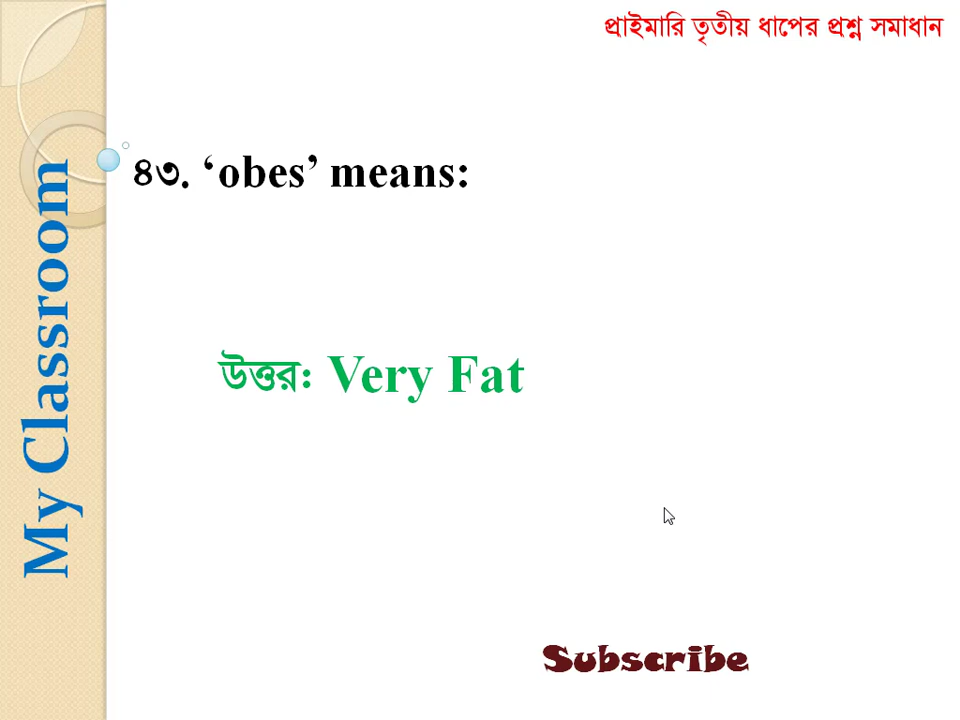 প্রাইমারি তৃতীয় ধাপের প্রশ্ন সমাধান
My Classroom
৪৩. ‘obes’ means:
উত্তরঃ Very Fat
Subscribe